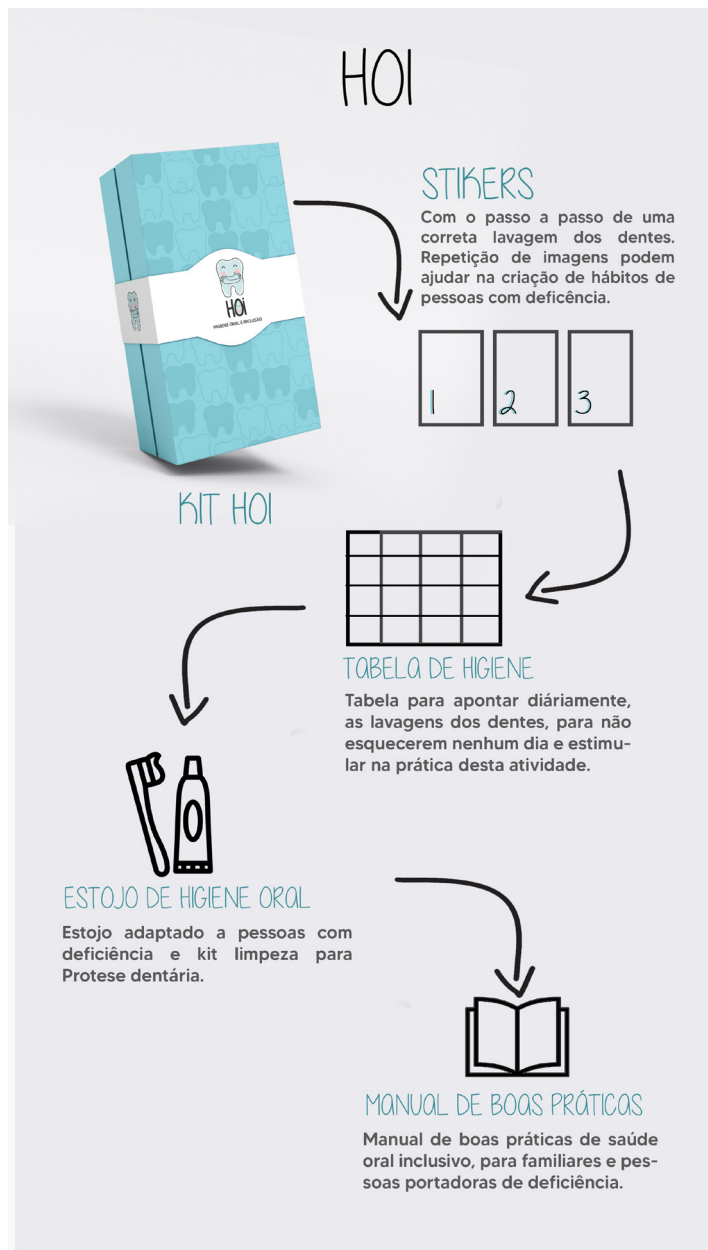 HOI
STIKERS
Com o passo a passo de uma
correta lavagem dos dentes.
Repetição de imagens podem
ajudar na criação de hábitos de
pessoas com deficência.
HOi
HIGIENE ORAL E INCLUSÃO
1 2 3
KIT HOI
TABELA DE HIGIENE
Tabela para apontar diáriamente,
as lavagens dos dentes, para não
esquecerem nenhum dia e estimu-
lar na prática desta atividade.
ESTOJO DE HIGIENE ORAL
Estojo adaptado a pessoas com
deficiência e kit limpeza para
Protese dentária.
MANUAL DE BOAS PRÁTICAS
Manual de boas práticas de saúde
oral inclusivo, para familiares e pes-
soas portadoras de deficiência.